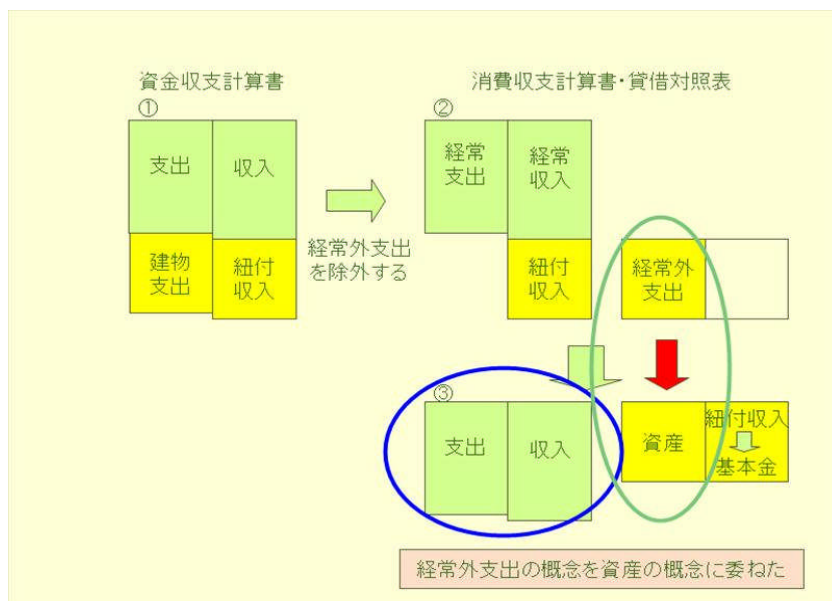 資金収支計算書
①
支出
収入
建物
支出
紐付
収入
経常外支出
を除外する
消費収支計算書・貸借対照表
②
経常
支出
経常
収入
紐付
収入
経常外
支出
③
支出
収入
資産
紐付収入
基本金
経常外支出の概念を資産の概念に委ねた